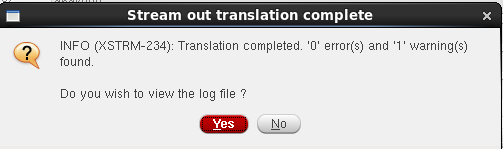 Stream out translation complete
INFO (XSTRM-234): Translation completed. '0' error(s) and '1' warning(s)
found.
Do you wish to view the log file ?
Yes
No